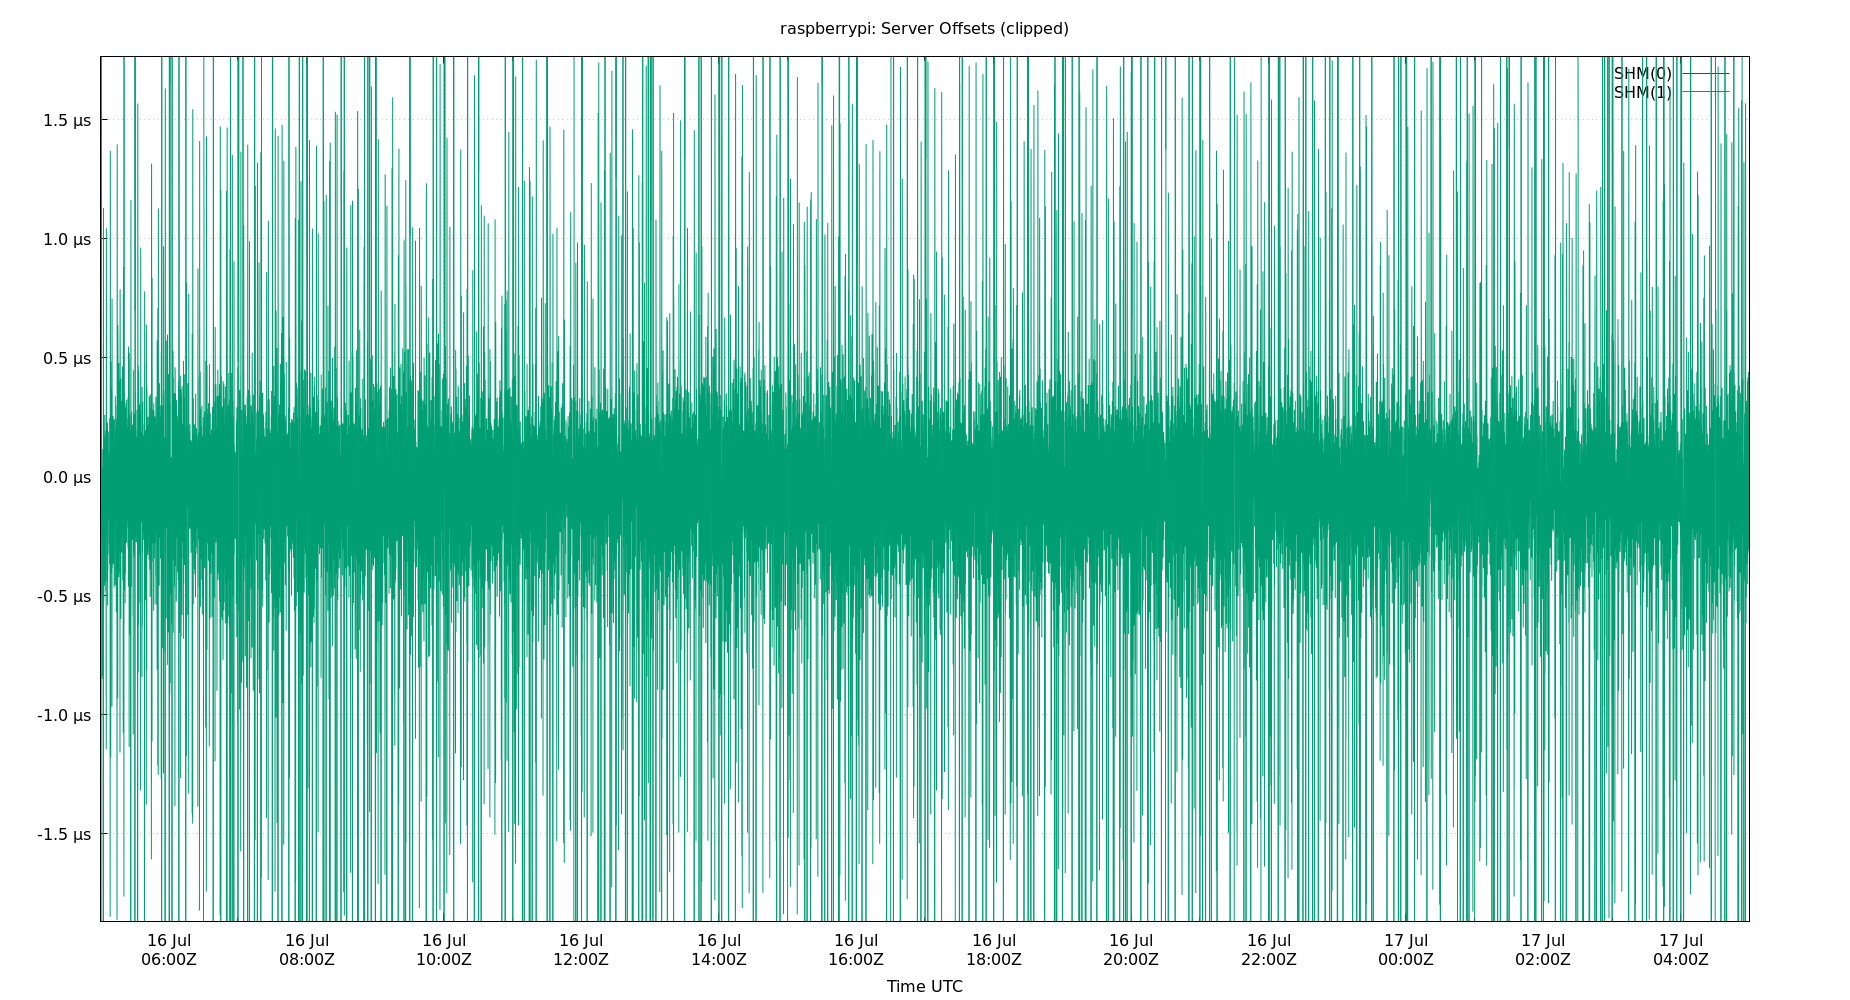 raspberrypi: Server Offsets (clipped)
SHM(0)
SHM(1)
1.5 µs
1.0 µs
0.5 µs
0.0 µs
-0.5 µs
-1.0 µs
-1.5 µs
16 Jul 16 Jul 16 Jul 16 Jul 16 Jul 16 Jul 16 Jul 16 Jul 16 Jul 17 Jul 17 Jul 17 Jul
06:00Z 08:00Z 10:00Z 12:00Z 14:00Z 16:00Z 18:00Z 20:00Z 22:00Z 00:00Z 02:00Z 04:00Z
Time UTC